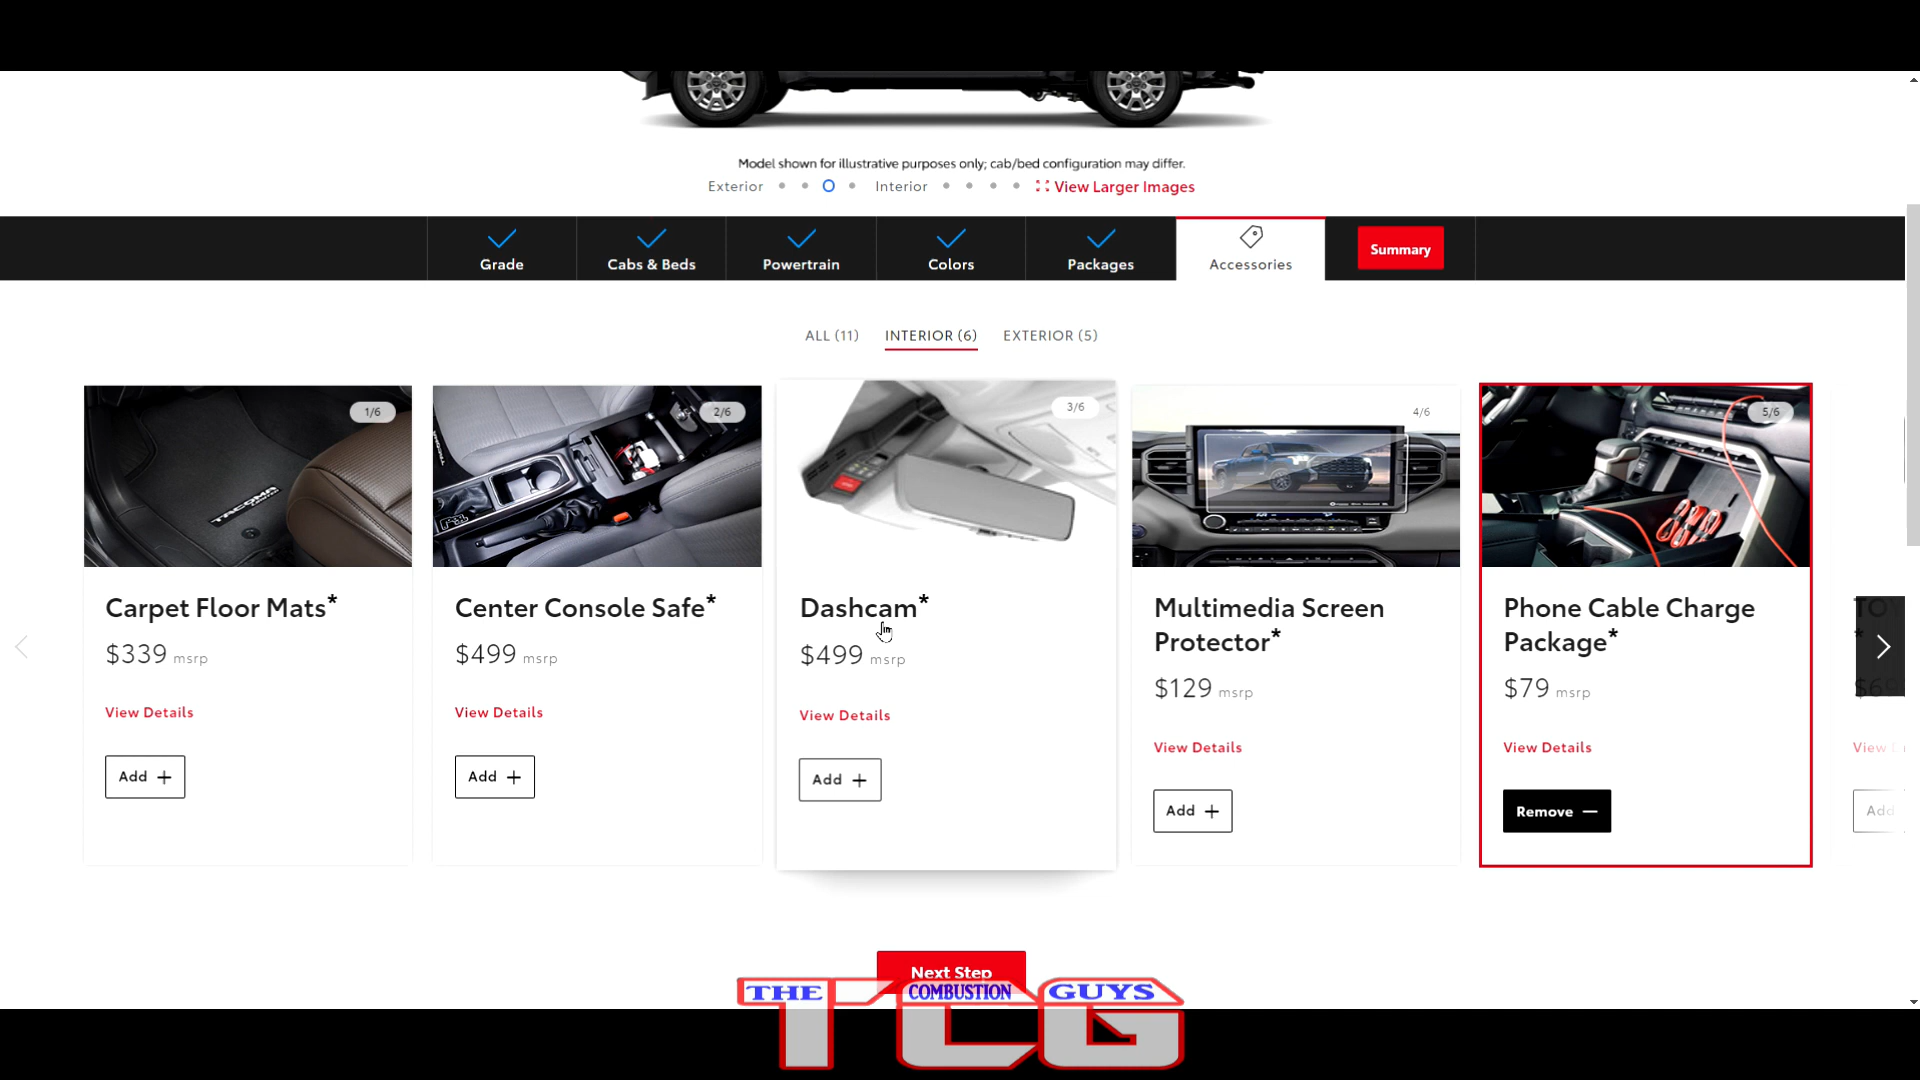 Model shown for illustrative purposes only; cab/bed configuration may differ.
Exterior Interior View Larger Images
Grade Cabs & Beds Powertrain Colors Packages Accessories Summary
ALL (11) INTERIOR (6) EXTERIOR (5)
1/6 2/6 3/6 4/6 5/6
TACOMA
Carpet Floor Mats*
$339 msrp
View Details
Add +
Center Console Safe*
$499 msrp
View Details
Add +
Dashcam*
$499 msrp
View Details
Add +
Multimedia Screen
Protector*
$129 msrp
View Details
Add +
Phone Cable Charge
Package*
$79 msrp
View Details
Remove −
View
Add
Next Step
THE COMBUSTION GUYS
TCG